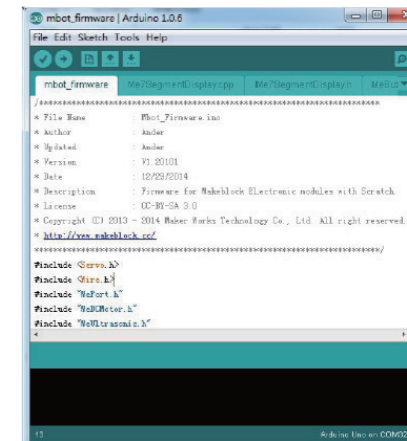 mbot_firmware | Arduino 1.0.6
File Edit Sketch Tools Help
mbot_firmware Me7SegmentDisplay.cpp Me7SegmentDisplay.h MeBus
/*************************************************************************
* File Name : Mbot_Firmware.ino
* Author : Ander
* Updated : Ander
* Version : V1.20101
* Date : 12/29/2014
* Description : Firmware for Makeblock Electronic modules with Scratch.
* License : CC-BY-SA 3.0
* Copyright (C) 2013 - 2014 Maker Works Technology Co., Ltd. All right reserved.
* http://www.makeblock.cc/
**************************************************************************/
#include <Servo.h>
#include <Wire.h>
#include "MePort.h"
#include "MeDCMotor.h"
#include "MeUltrasonic.h"
13 Arduino Uno on COM32